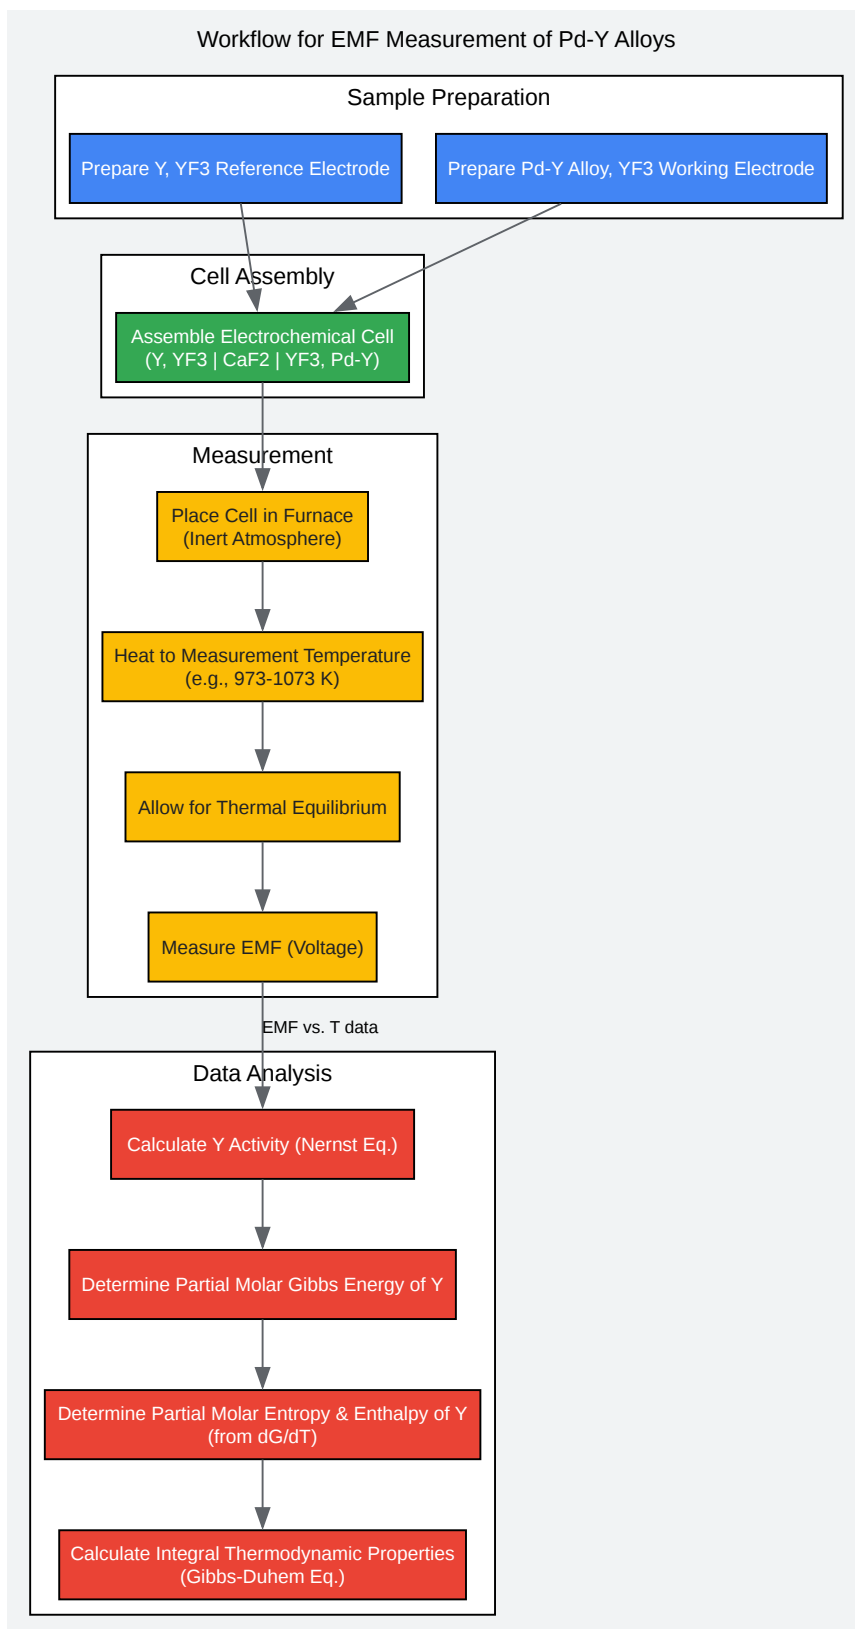 Workflow for EMF Measurement of Pd-Y Alloys
Sample Preparation
Prepare Y, YF3 Reference Electrode
Prepare Pd-Y Alloy, YF3 Working Electrode
Cell Assembly
Assemble Electrochemical Cell
(Y, YF3 | CaF2 | YF3, Pd-Y)
Measurement
Place Cell in Furnace
(Inert Atmosphere)
Heat to Measurement Temperature
(e.g., 973-1073 K)
Allow for Thermal Equilibrium
Measure EMF (Voltage)
EMF vs. T data
Data Analysis
Calculate Y Activity (Nernst Eq.)
Determine Partial Molar Gibbs Energy of Y
Determine Partial Molar Entropy & Enthalpy of Y
(from dG/dT)
Calculate Integral Thermodynamic Properties
(Gibbs-Duhem Eq.)